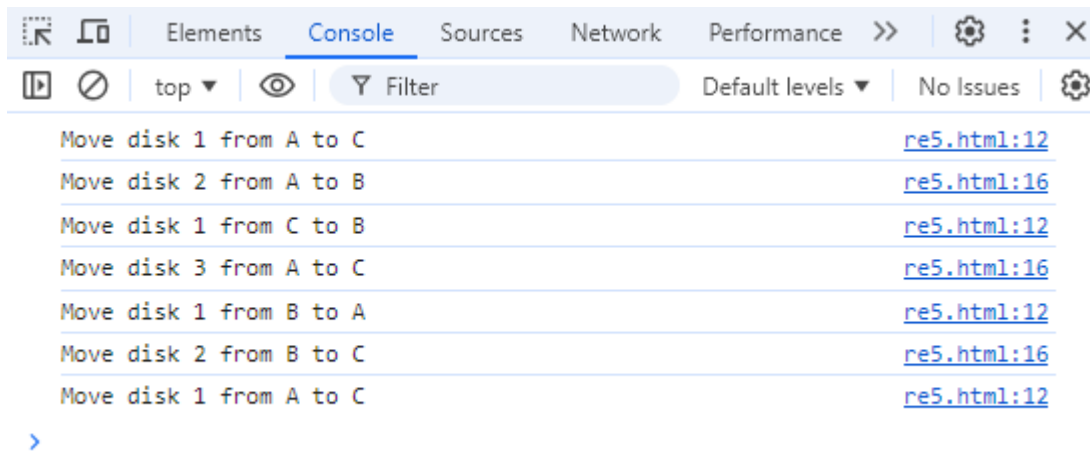 Elements Console Sources Network Performance >>
top ▼ Filter Default levels ▼ No Issues
Move disk 1 from A to C re5.html:12
Move disk 2 from A to B re5.html:16
Move disk 1 from C to B re5.html:12
Move disk 3 from A to C re5.html:16
Move disk 1 from B to A re5.html:12
Move disk 2 from B to C re5.html:16
Move disk 1 from A to C re5.html:12
>